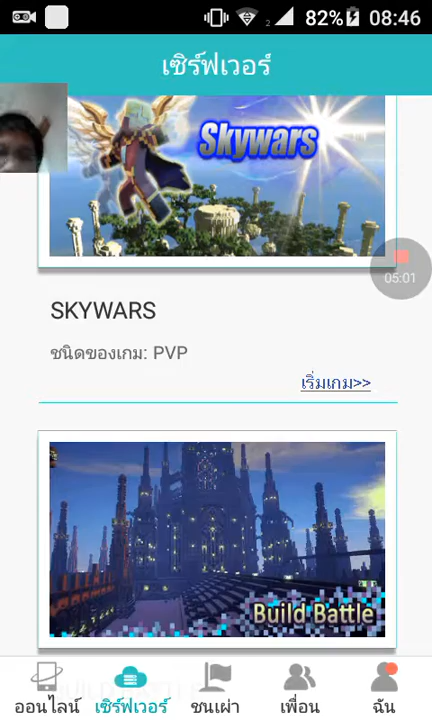 82% 08:46
เซิร์ฟเวอร์
Skywars
05:01
SKYWARS
ชนิดของเกม: PVP
เริ่มเกม>>
Build Battle
ออนไลน์ เซิร์ฟเวอร์ ชนเผ่า เพื่อน ฉัน